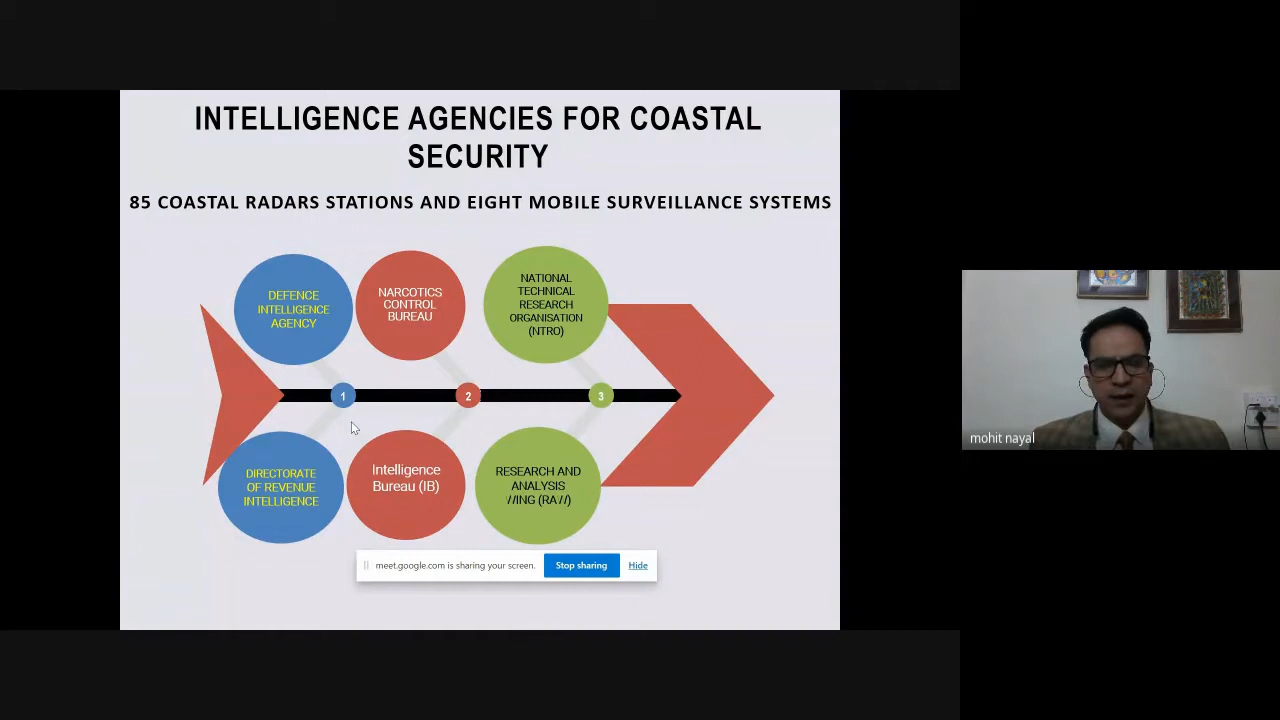 INTELLIGENCE AGENCIES FOR COASTAL
SECURITY
85 COASTAL RADARS STATIONS AND EIGHT MOBILE SURVEILLANCE SYSTEMS
DEFENCE
INTELLIGENCE
AGENCY
NARCOTICS
CONTROL
BUREAU
NATIONAL
TECHNICAL
RESEARCH
ORGANISATION
(NTRO)
1
2
3
DIRECTORATE
OF REVENUE
INTELLIGENCE
Intelligence
Bureau (IB)
RESEARCH AND
ANALYSIS
//ING (RA//)
meet.google.com is sharing your screen.
Stop sharing
Hide
mohit nayal